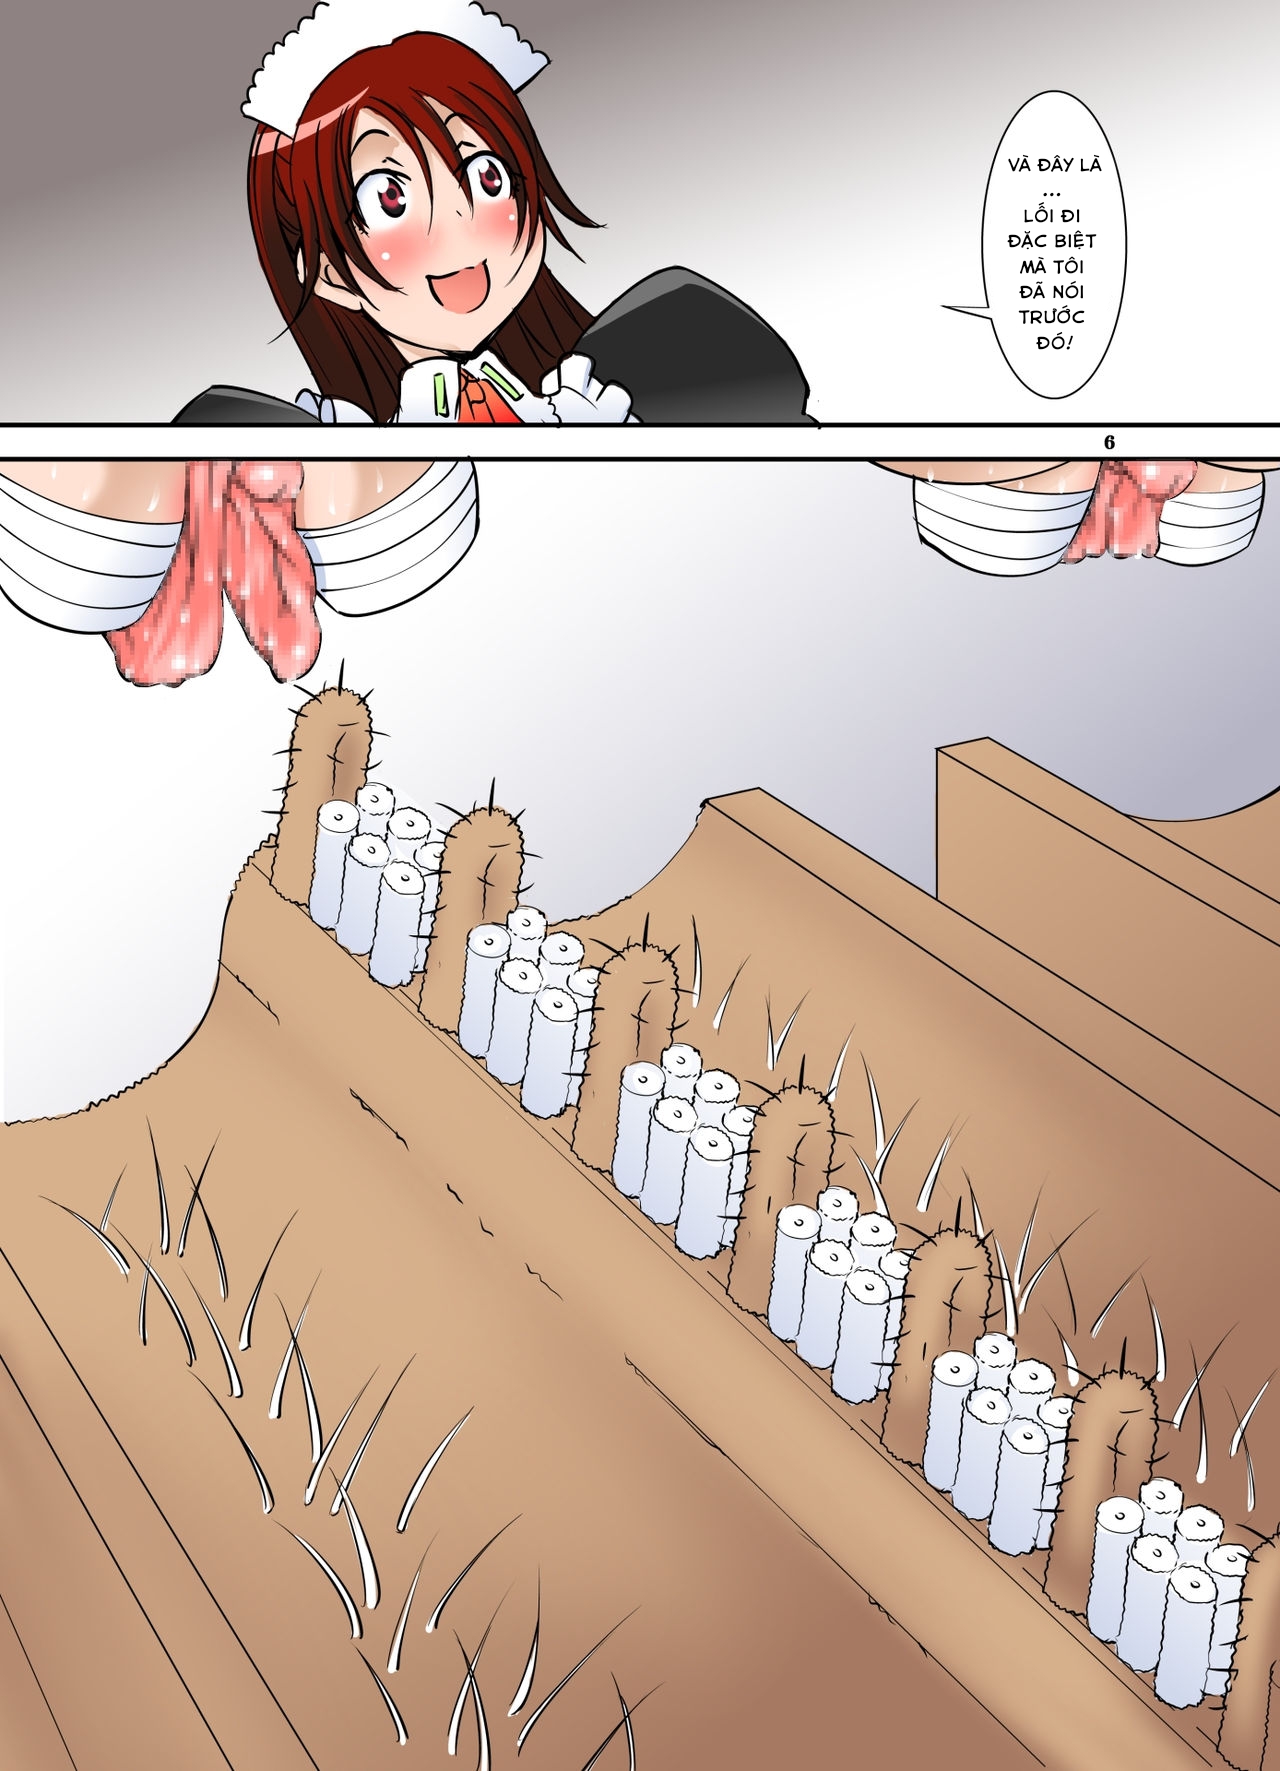 VÀ ĐÂY LÀ
...
LỐI ĐI
ĐẶC BIỆT
MÀ TÔI
ĐÃ NÓI
TRƯỚC
ĐÓ!
6